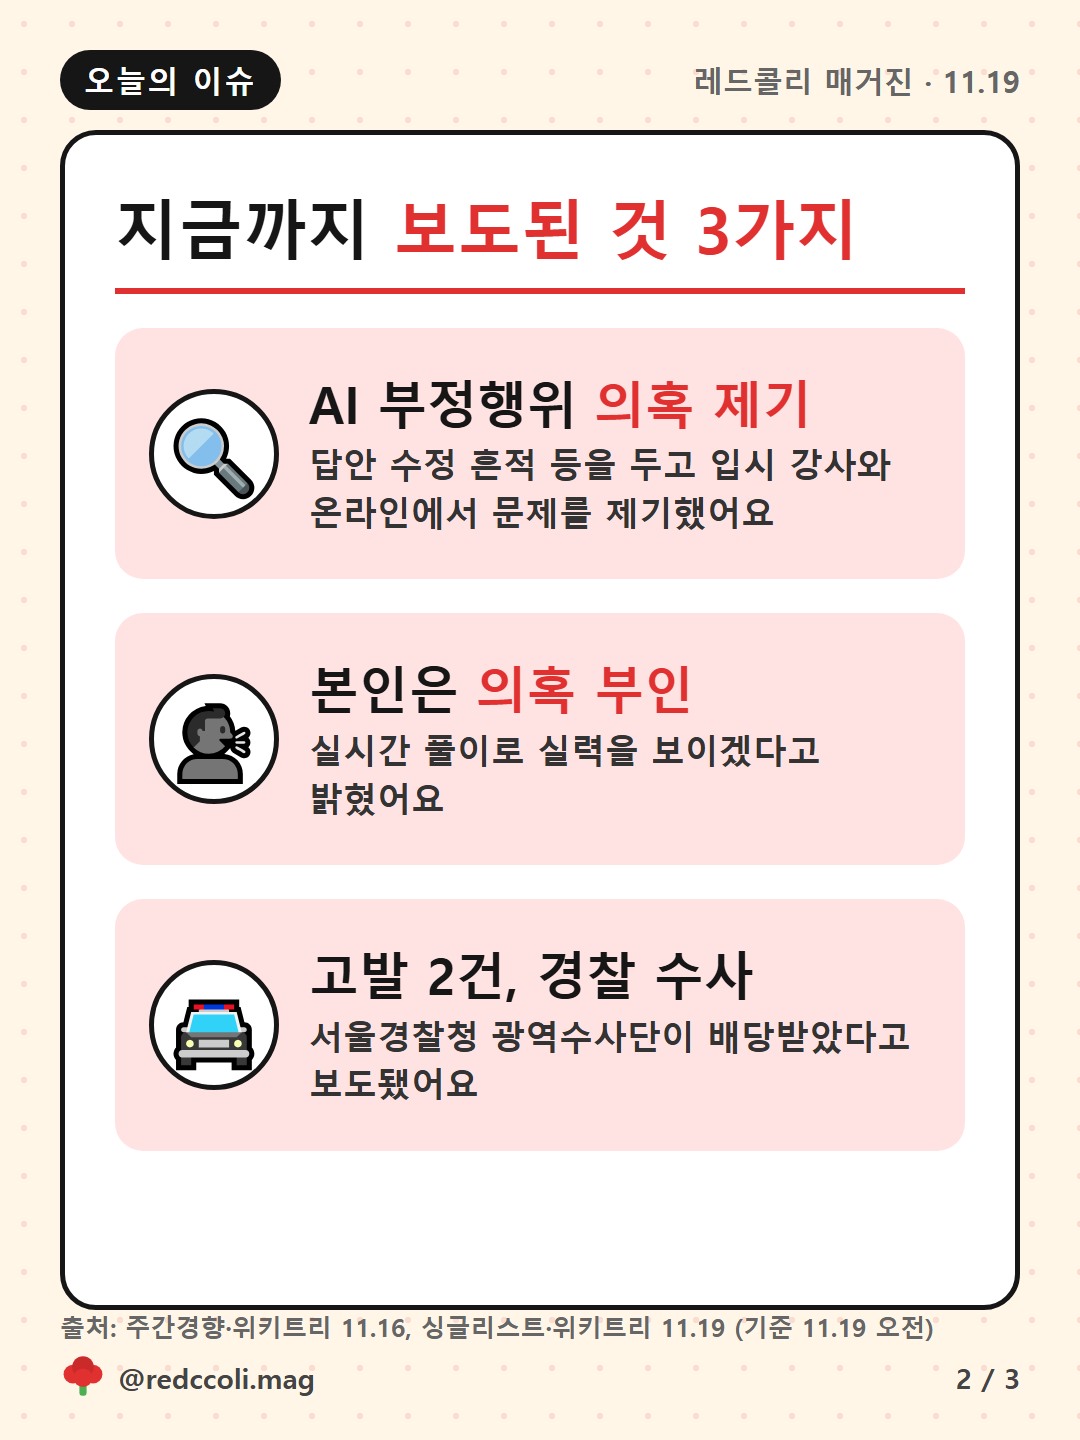 오늘의 이슈
레드콜리 매거진 · 11.19
지금까지 보도된 것 3가지
AI 부정행위 의혹 제기
답안 수정 흔적 등을 두고 입시 강사와
온라인에서 문제를 제기했어요
본인은 의혹 부인
실시간 풀이로 실력을 보이겠다고
밝혔어요
고발 2건, 경찰 수사
서울경찰청 광역수사단이 배당받았다고
보도됐어요
출처: 주간경향·위키트리 11.16, 싱글리스트·위키트리 11.19 (기준 11.19 오전)
@redccoli.mag
2 / 3